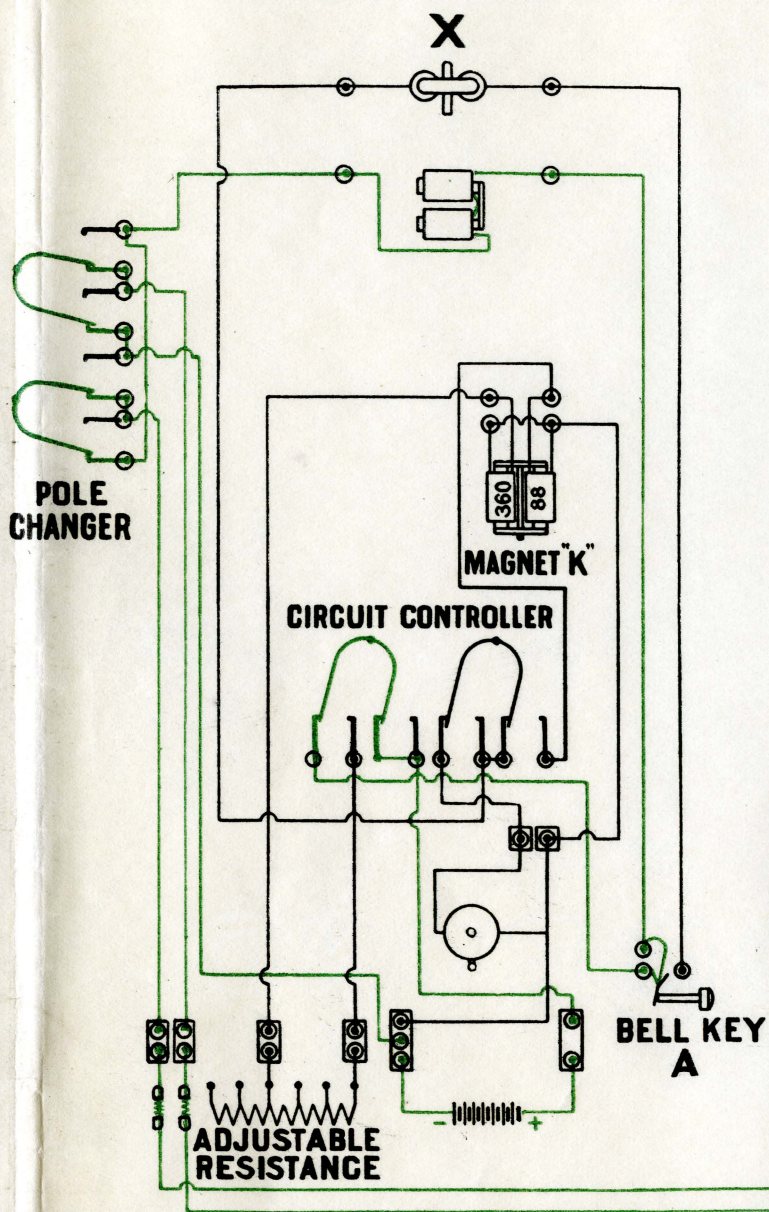 X
POLE
CHANGER
360
88
MAGNET "K"
CIRCUIT CONTROLLER
BELL KEY
A
- +
ADJUSTABLE
RESISTANCE